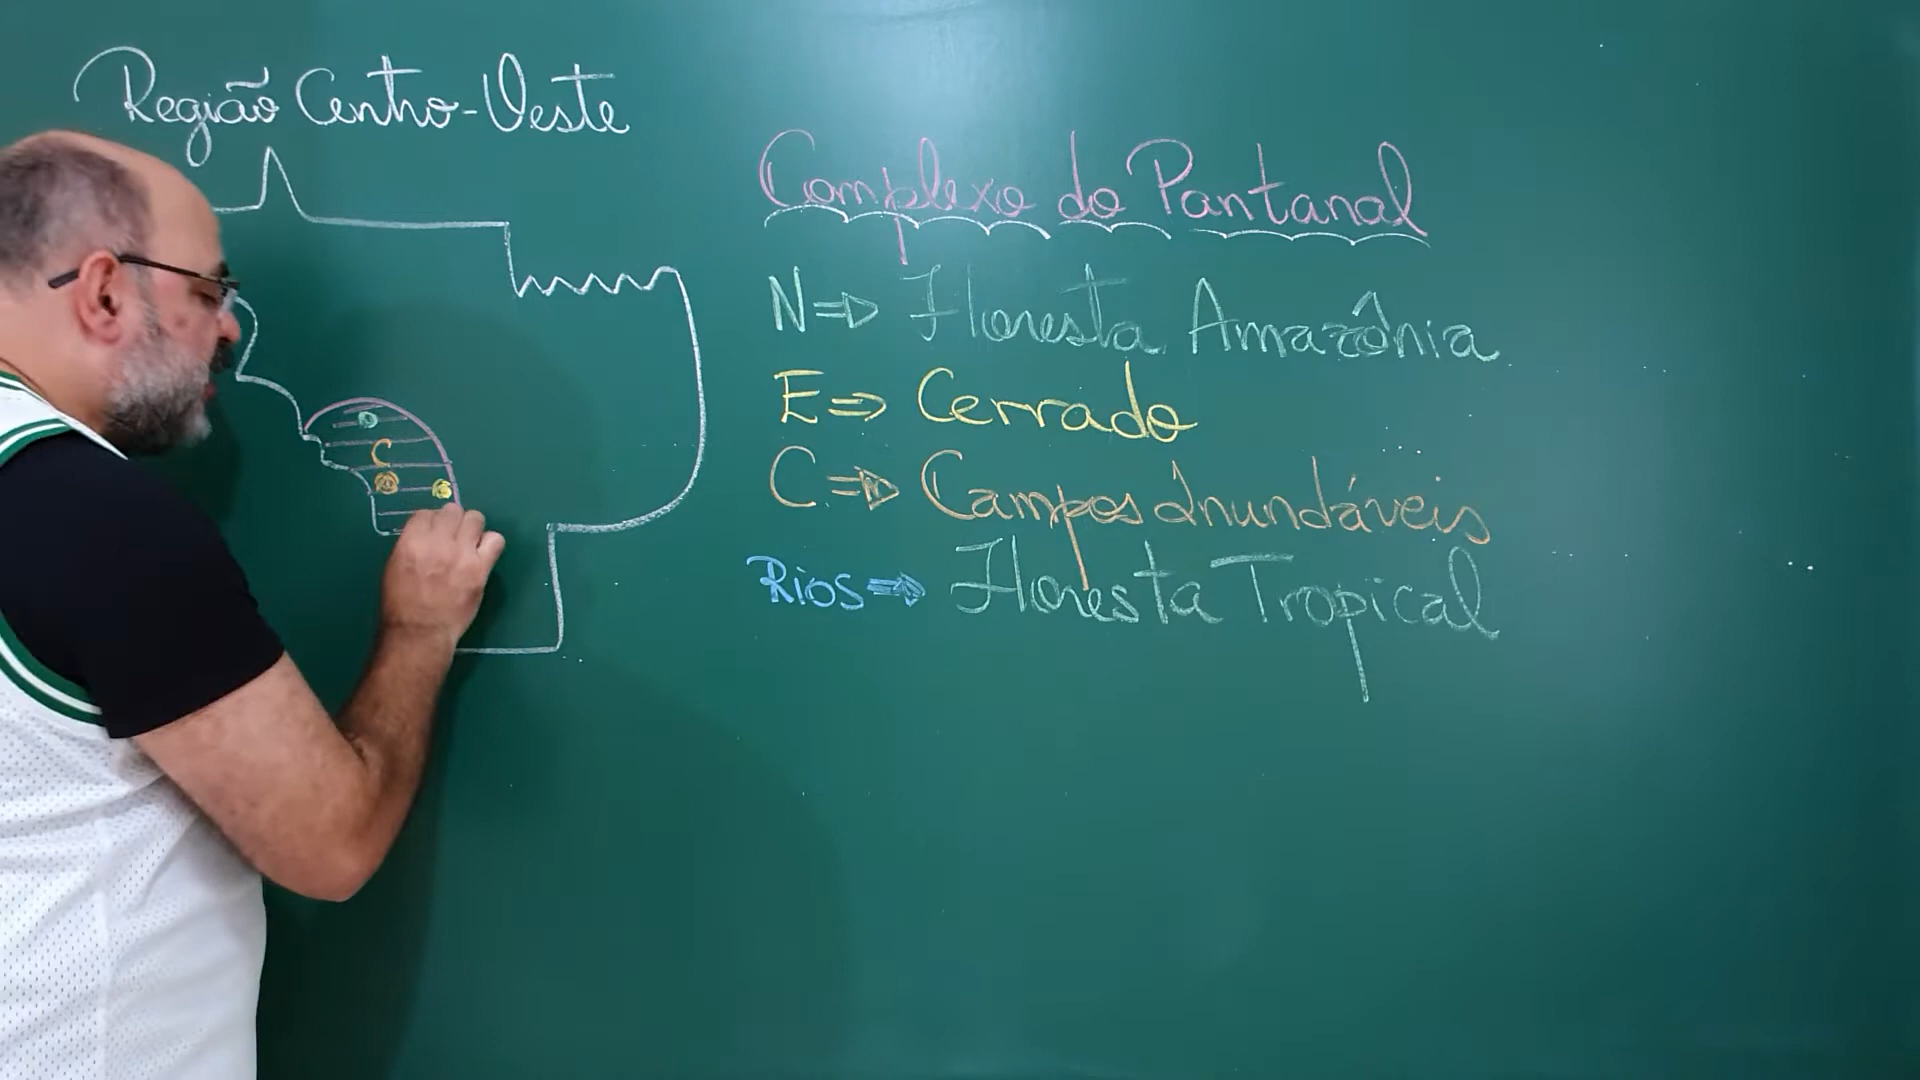 Região Centro-Oeste
Complexo do Pantanal
N⇒ Floresta Amazônia
E⇒ Cerrado
C⇒ Campos Inundáveis
Rios⇒ Floresta Tropical
C